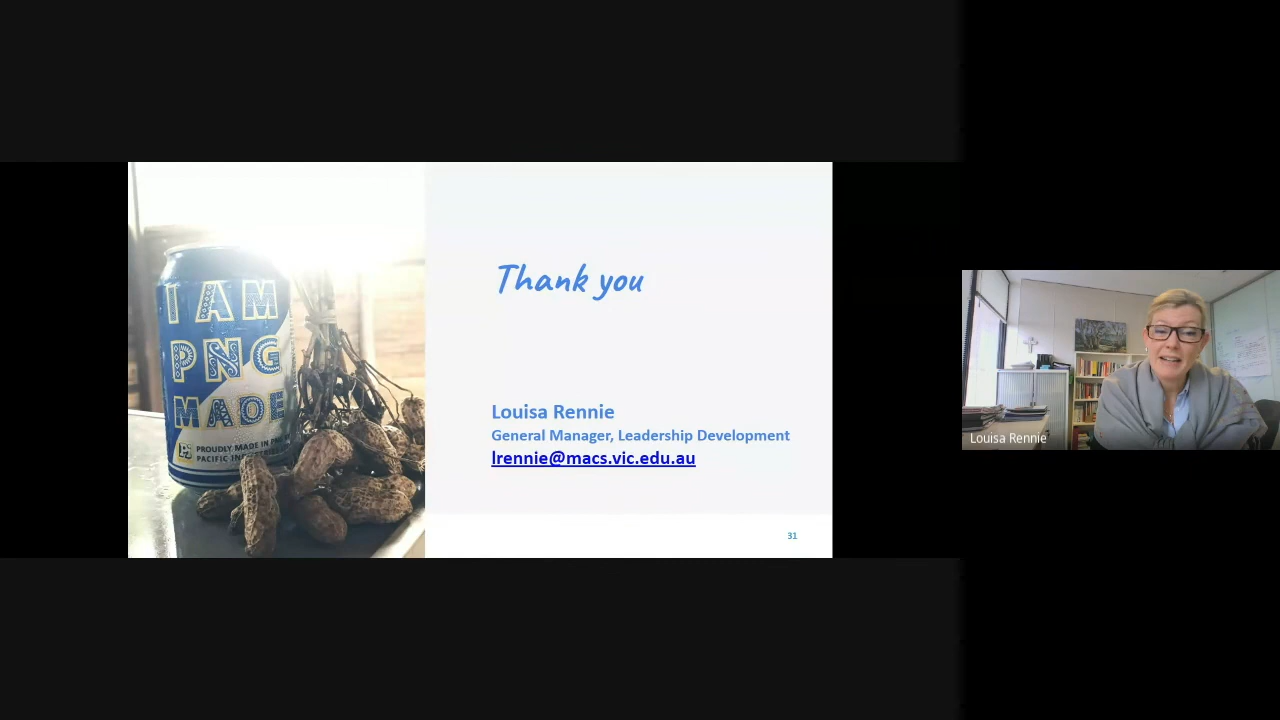 I AM
PNG
MADE
PROUDLY MADE IN
PACIFIC
Thank you
Louisa Rennie
General Manager, Leadership Development
lrennie@macs.vic.edu.au
31
Louisa Rennie